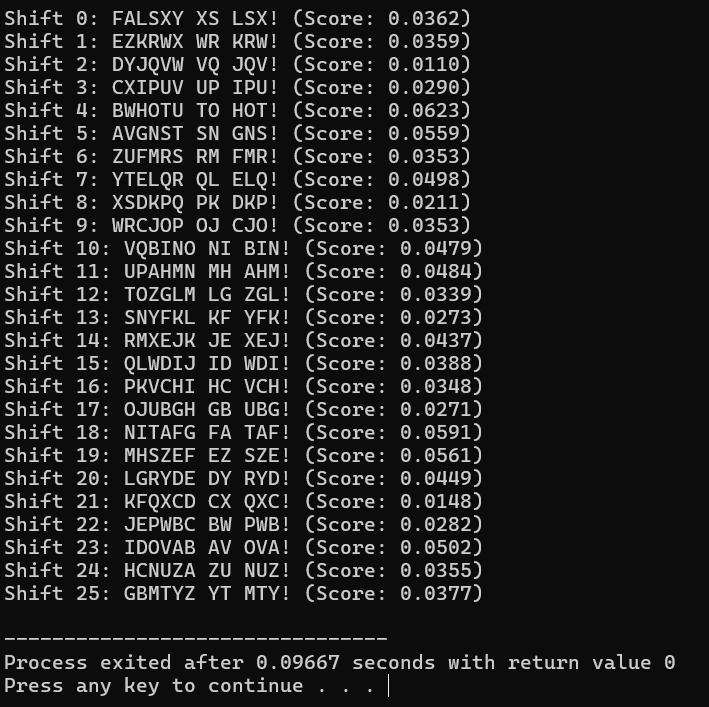 Shift 0: FALSXY XS LSX! (Score: 0.0362)
Shift 1: EZKRWX WR KRW! (Score: 0.0359)
Shift 2: DYJQVW VQ JQV! (Score: 0.0110)
Shift 3: CXIPUV UP IPU! (Score: 0.0290)
Shift 4: BWHOTU TO HOT! (Score: 0.0623)
Shift 5: AVGNST SN GNS! (Score: 0.0559)
Shift 6: ZUFMRS RM FMR! (Score: 0.0353)
Shift 7: YTELQR QL ELQ! (Score: 0.0498)
Shift 8: XSDKPQ PK DKP! (Score: 0.0211)
Shift 9: WRCJOP OJ CJO! (Score: 0.0353)
Shift 10: VQBINO NI BIN! (Score: 0.0479)
Shift 11: UPAHMN MH AHM! (Score: 0.0484)
Shift 12: TOZGLM LG ZGL! (Score: 0.0339)
Shift 13: SNYFKL KF YFK! (Score: 0.0273)
Shift 14: RMXEJK JE XEJ! (Score: 0.0437)
Shift 15: QLWDIJ ID WDI! (Score: 0.0388)
Shift 16: PKVCHI HC VCH! (Score: 0.0348)
Shift 17: OJUBGH GB UBG! (Score: 0.0271)
Shift 18: NITAFG FA TAF! (Score: 0.0591)
Shift 19: MHSZEF EZ SZE! (Score: 0.0561)
Shift 20: LGRYDE DY RYD! (Score: 0.0449)
Shift 21: KFQXCD CX QXC! (Score: 0.0148)
Shift 22: JEPWBC BW PWB! (Score: 0.0282)
Shift 23: IDOVAB AV OVA! (Score: 0.0502)
Shift 24: HCNUZA ZU NUZ! (Score: 0.0355)
Shift 25: GBMTYZ YT MTY! (Score: 0.0377)
--------------------------------
Process exited after 0.09667 seconds with return value 0
Press any key to continue . . .